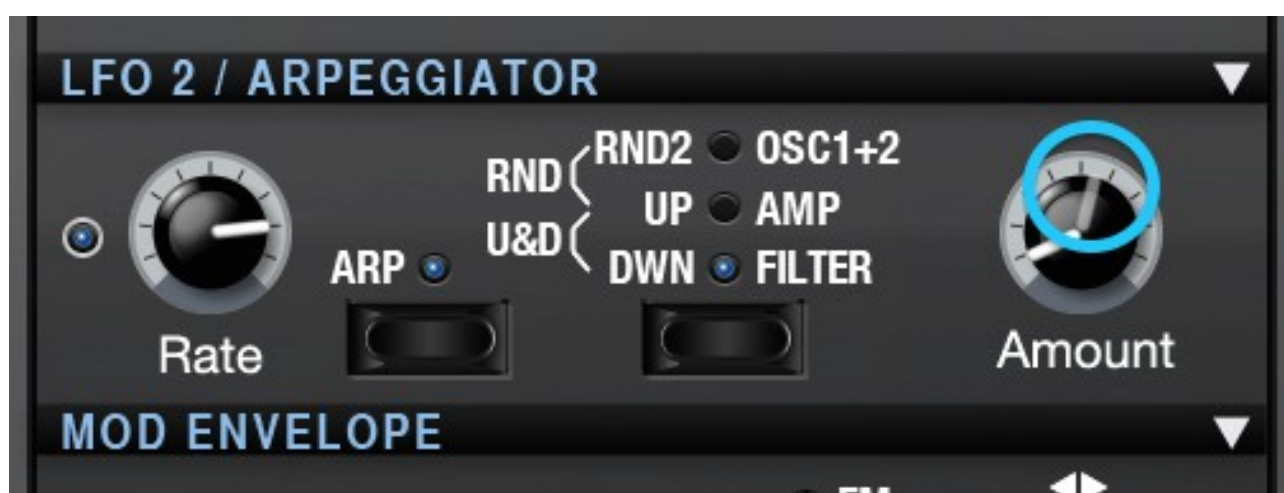 LFO 2 / ARPEGGIATOR
RND2 OSC1+2
RND
UP AMP
U&D
ARP DWN FILTER
Rate Amount
MOD ENVELOPE